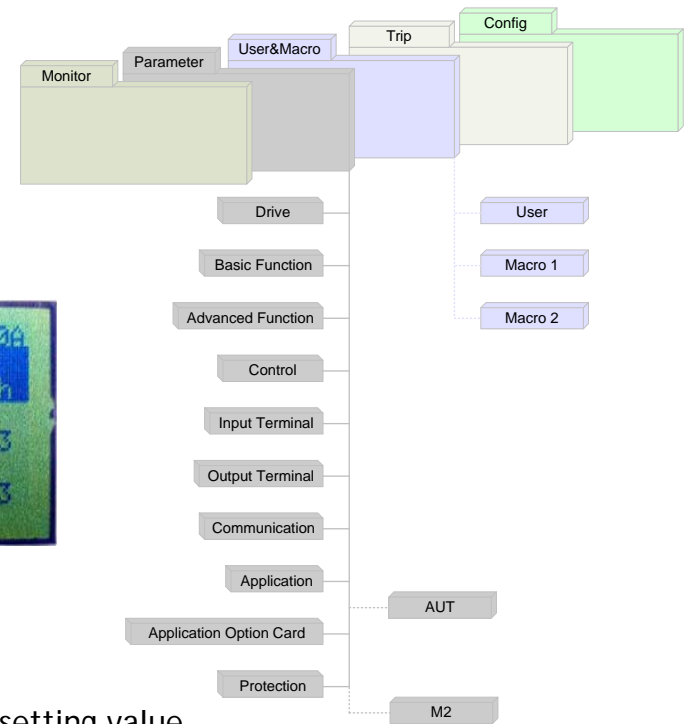 Config
Trip
User&Macro
Parameter
Monitor
Drive
User
Basic Function
Macro 1
Advanced Function
Macro 2
Control
Input Terminal
Output Terminal
Communication
Application
AUT
Application Option Card
Protection
M2
setting value